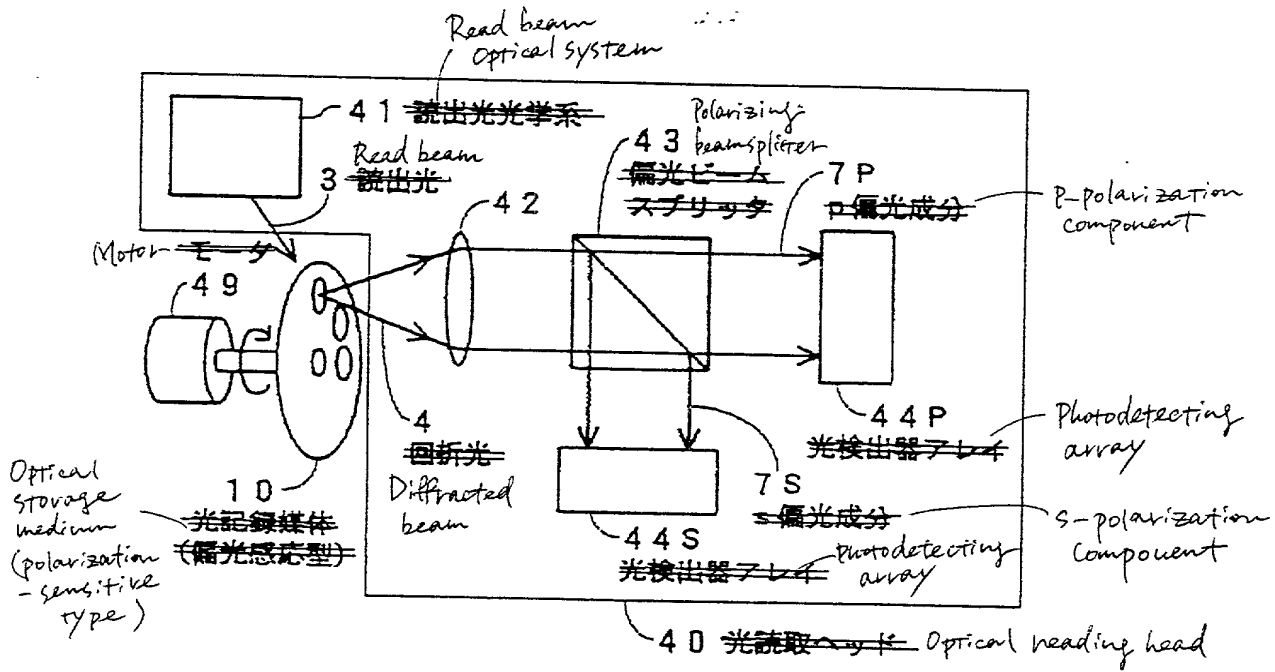 Read beam
Optical system
41 読出光光学系
Read beam
3 読出光
Polarizing
43 beamsplitter
偏光ビーム
スプリッタ
7P
p偏光成分
P-polarization
component
42
Motor モータ
49
4
回折光
Diffracted
beam
44P
光検出器アレイ
Photodetecting
array
Optical
storage
medium
(polarization
-sensitive
type)
10
光記録媒体
(偏光感応型)
7S
s偏光成分
s-polarization
component
44S
光検出器アレイ
photodetecting
array
40 光読取ヘッド Optical reading head